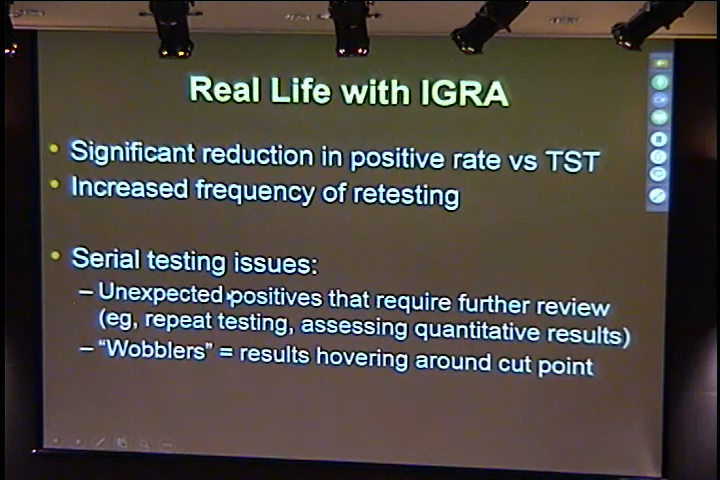 Real Life with IGRA
• Significant reduction in positive rate vs TST
• Increased frequency of retesting
• Serial testing issues:
– Unexpected positives that require further review
(eg, repeat testing, assessing quantitative results)
– “Wobblers” = results hovering around cut point